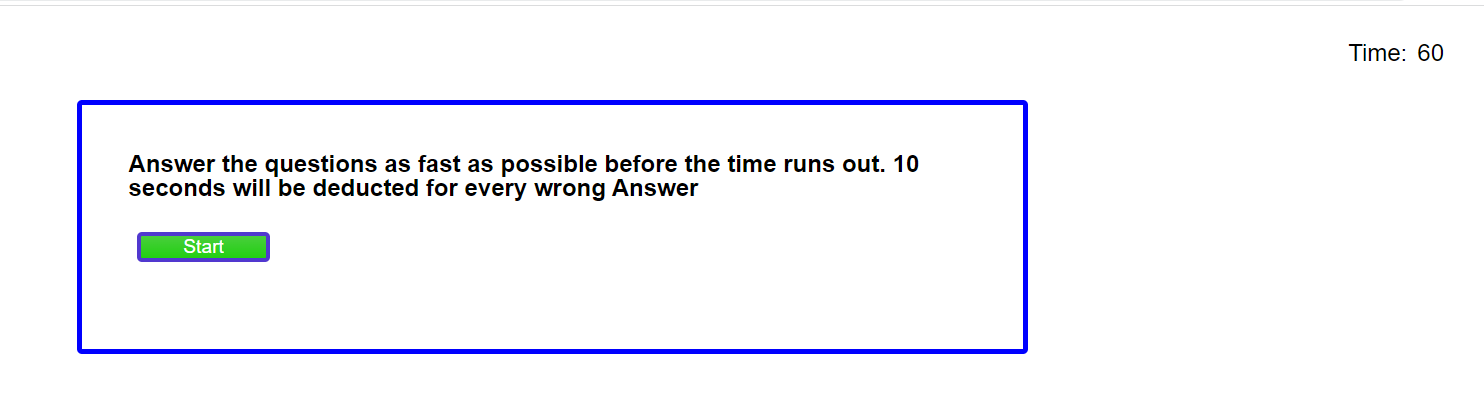 Time: 60
Answer the questions as fast as possible before the time runs out. 10
seconds will be deducted for every wrong Answer
Start